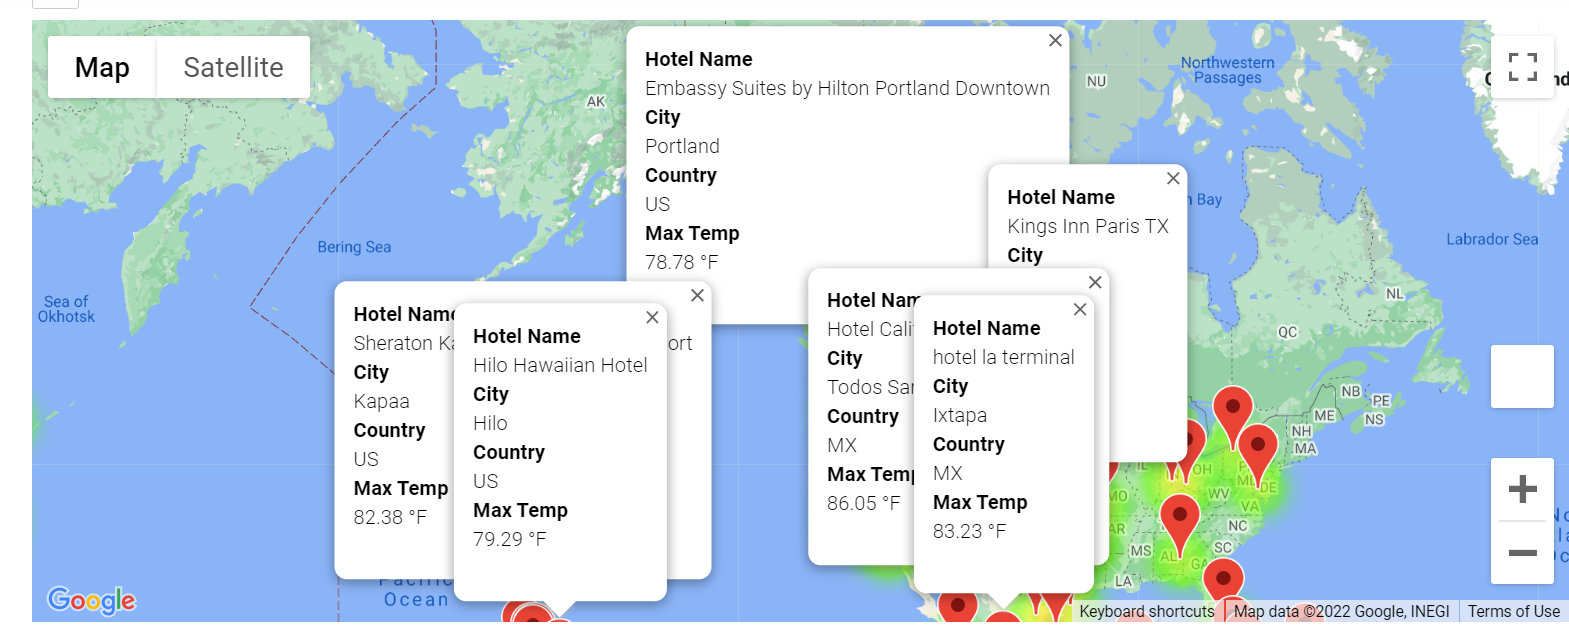 Map
Satellite
Hotel Name
Embassy Suites by Hilton Portland Downtown
City
Portland
Country
US
Max Temp
78.78 °F
Hotel Name
Kings Inn Paris TX
City
Hotel Name
Sheraton
ort
City
Kapaa
Country
US
Max Temp
82.38 °F
Hotel Name
Hilo Hawaiian Hotel
City
Hilo
Country
US
Max Temp
79.29 °F
Hotel
Hotel
City
Todos
Country
MX
Max Temp
86.05 °F
Hotel Name
hotel la terminal
City
Ixtapa
Country
MX
Max Temp
83.23 °F
AK
NU
Northwestern
Passages
Bay
Bering Sea
Sea of
Okhotsk
Labrador Sea
NL
QC
NB
PE
NS
ME
NH
MA
IL
OH
MD
DE
MO
WV
VA
AR
NC
MS
AL
GA
SC
LA
Pacific
Ocean
Google
Keyboard shortcuts
Map data ©2022 Google, INEGI
Terms of Use